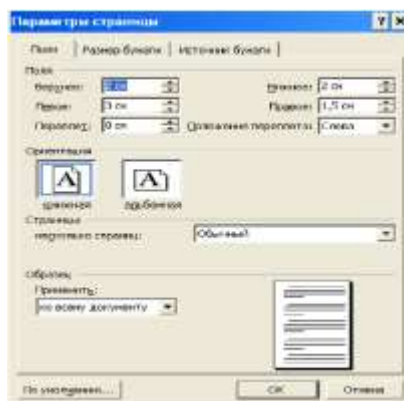 Параметры страницы
Поля Размер бумаги Источник бумаги
Поля
Верхнее: 2 см Нижнее: 2 см
Левое: 3 см Правое: 1,5 см
Переплет: 0 см Положение переплета: Слева
Ориентация
книжная альбомная
Страницы
несколько страниц: Обычный
Образец
Применить:
ко всему документу
По умолчанию... ОК Отмена